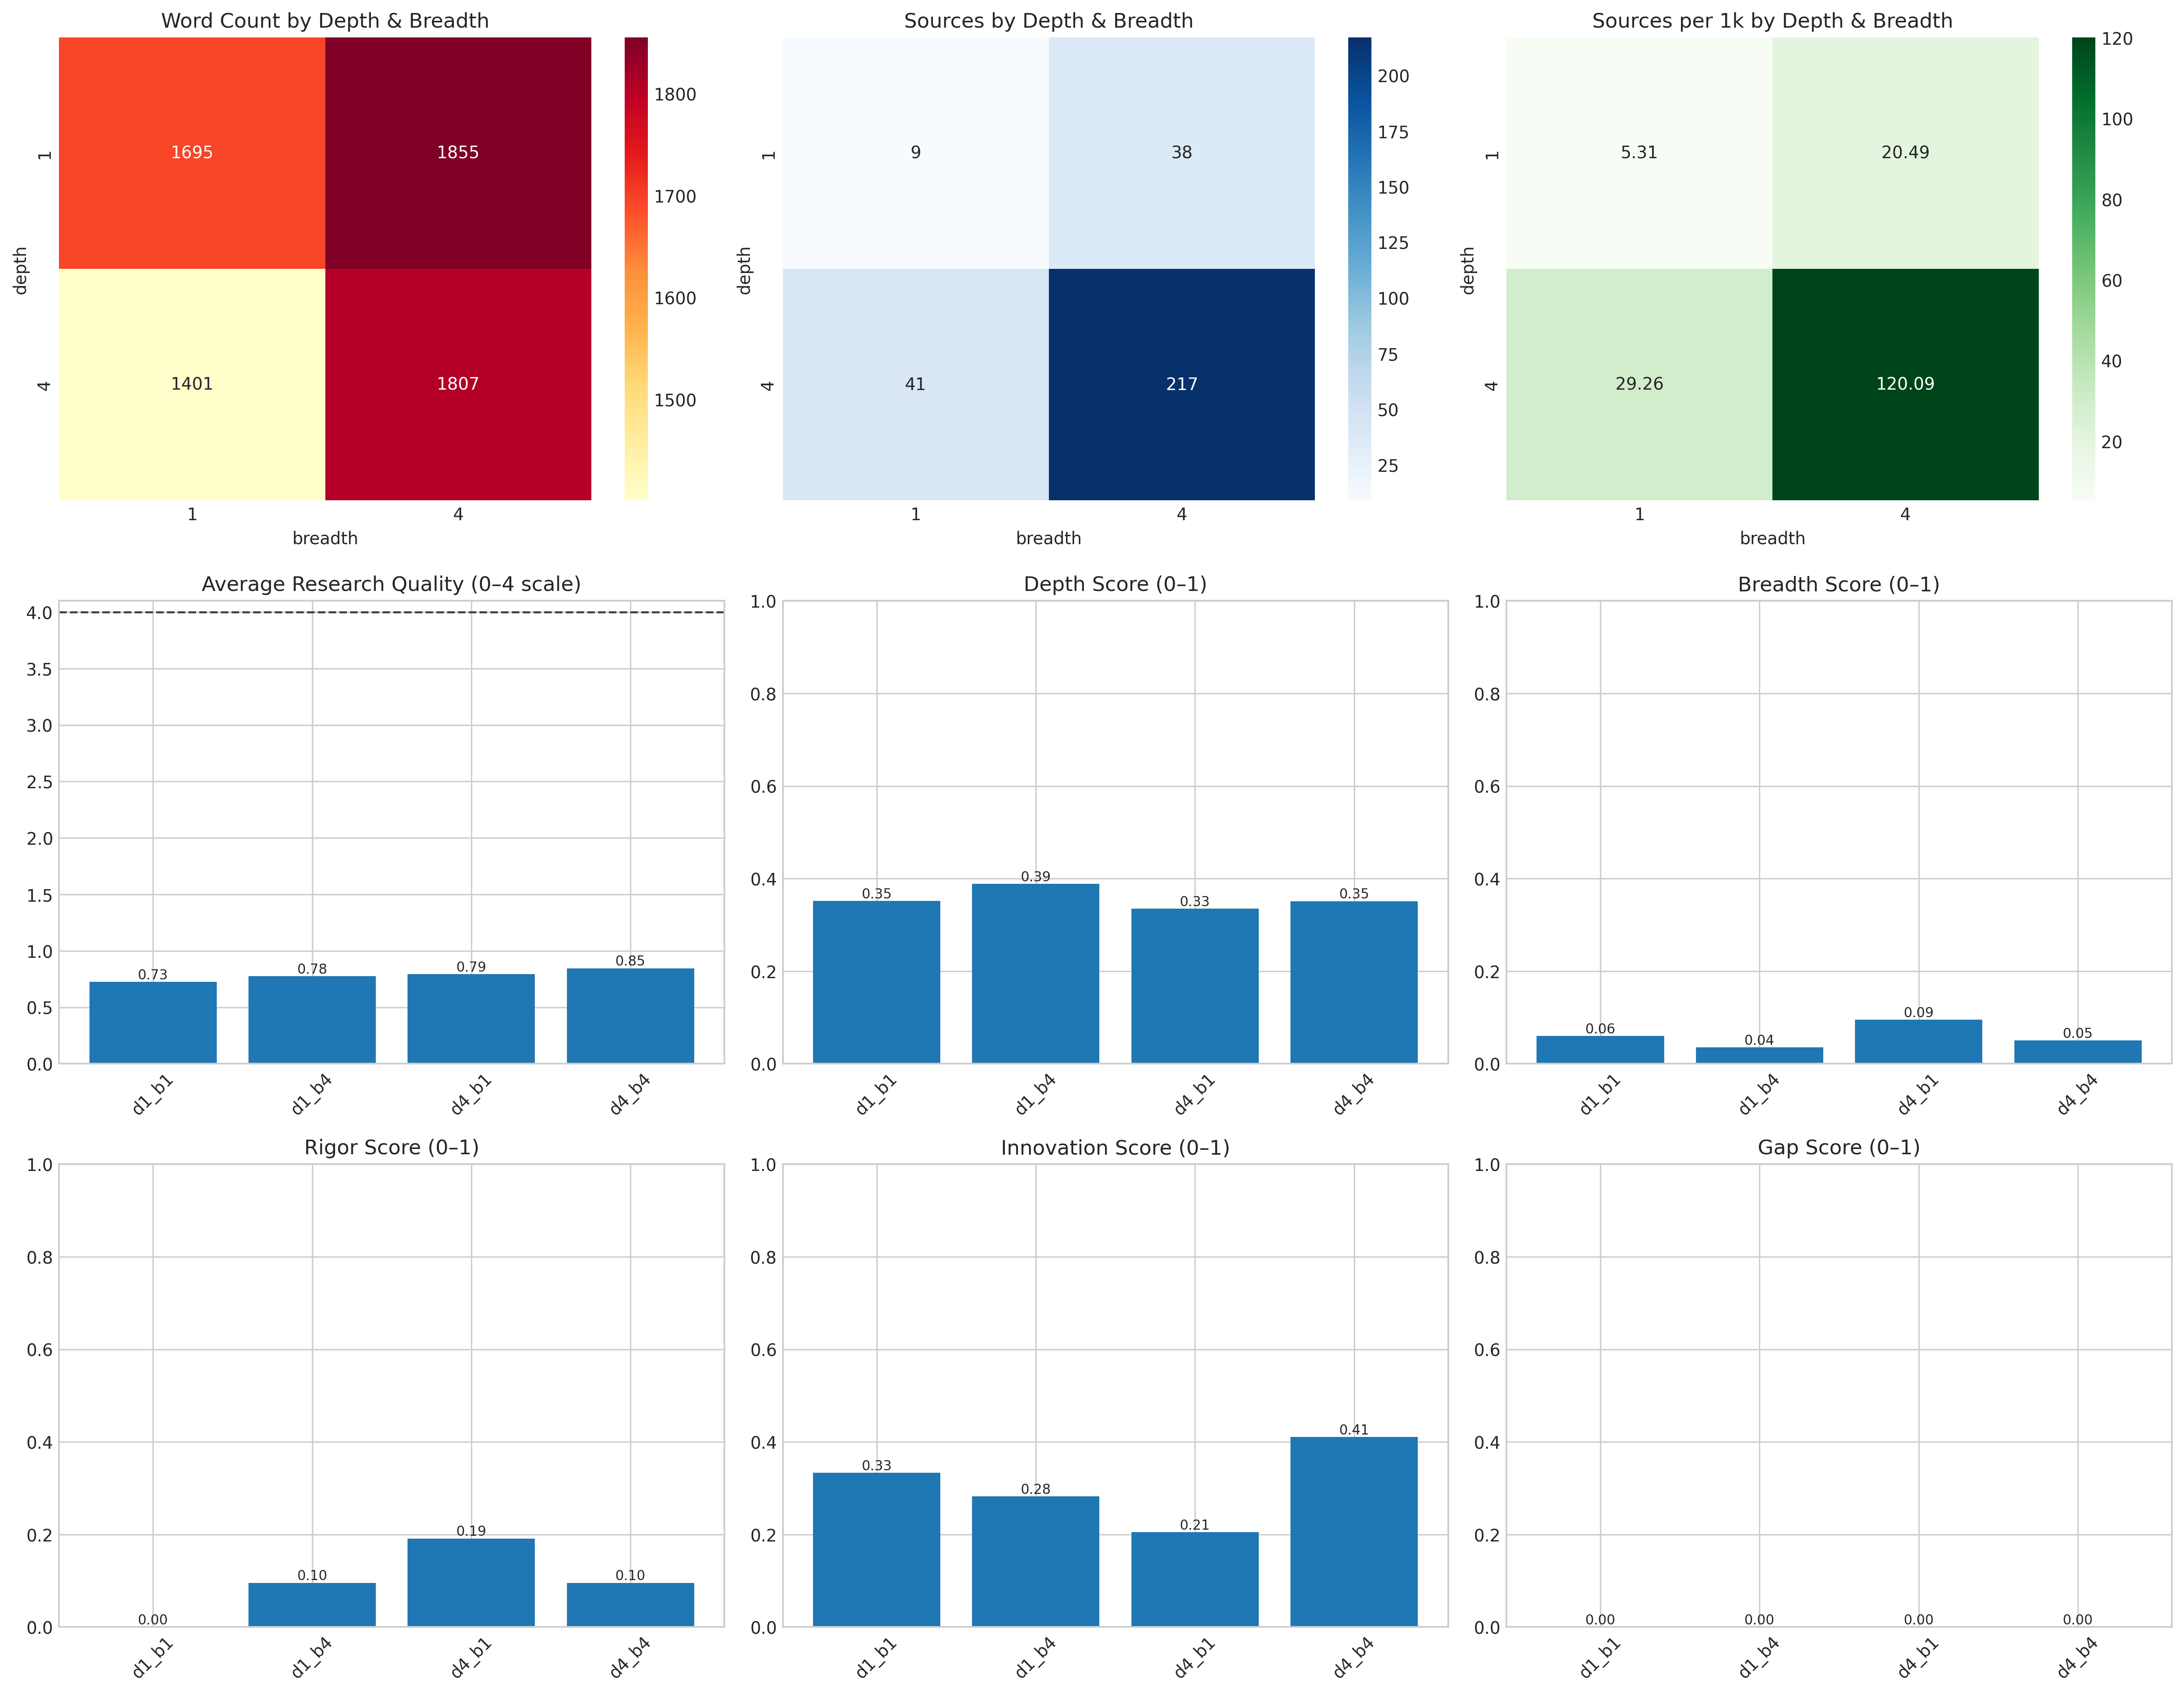 Word Count by Depth & Breadth
1695
1855
1401
1807
1
4
depth
1
4
breadth
1800
1700
1600
1500
Sources by Depth & Breadth
9
38
41
217
1
4
depth
1
4
breadth
200
175
150
125
100
75
50
25
Sources per 1k by Depth & Breadth
5.31
20.49
29.26
120.09
1
4
depth
1
4
breadth
120
100
80
60
40
20
Average Research Quality (0–4 scale)
4.0
3.5
3.0
2.5
2.0
1.5
1.0
0.5
0.0
0.73
0.78
0.79
0.85
d1_b1
d1_b4
d4_b1
d4_b4
Depth Score (0–1)
1.0
0.8
0.6
0.4
0.2
0.0
0.35
0.39
0.33
0.35
d1_b1
d1_b4
d4_b1
d4_b4
Breadth Score (0–1)
1.0
0.8
0.6
0.4
0.2
0.0
0.06
0.04
0.09
0.05
d1_b1
d1_b4
d4_b1
d4_b4
Rigor Score (0–1)
1.0
0.8
0.6
0.4
0.2
0.0
0.00
0.10
0.19
0.10
d1_b1
d1_b4
d4_b1
d4_b4
Innovation Score (0–1)
1.0
0.8
0.6
0.4
0.2
0.0
0.33
0.28
0.21
0.41
d1_b1
d1_b4
d4_b1
d4_b4
Gap Score (0–1)
1.0
0.8
0.6
0.4
0.2
0.0
0.00
0.00
0.00
0.00
d1_b1
d1_b4
d4_b1
d4_b4